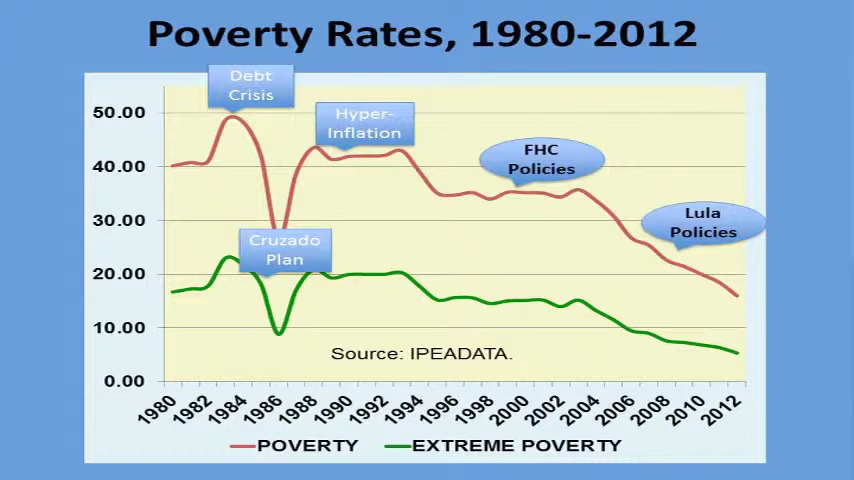 Poverty Rates, 1980-2012
Debt
Crisis
Hyper-
Inflation
FHC
Policies
Lula
Policies
Cruzado
Plan
50.00
40.00
30.00
20.00
10.00
0.00
Source: IPEADATA.
1980
1982
1984
1986
1988
1990
1992
1994
1996
1998
2000
2002
2004
2006
2008
2010
2012
POVERTY
EXTREME POVERTY